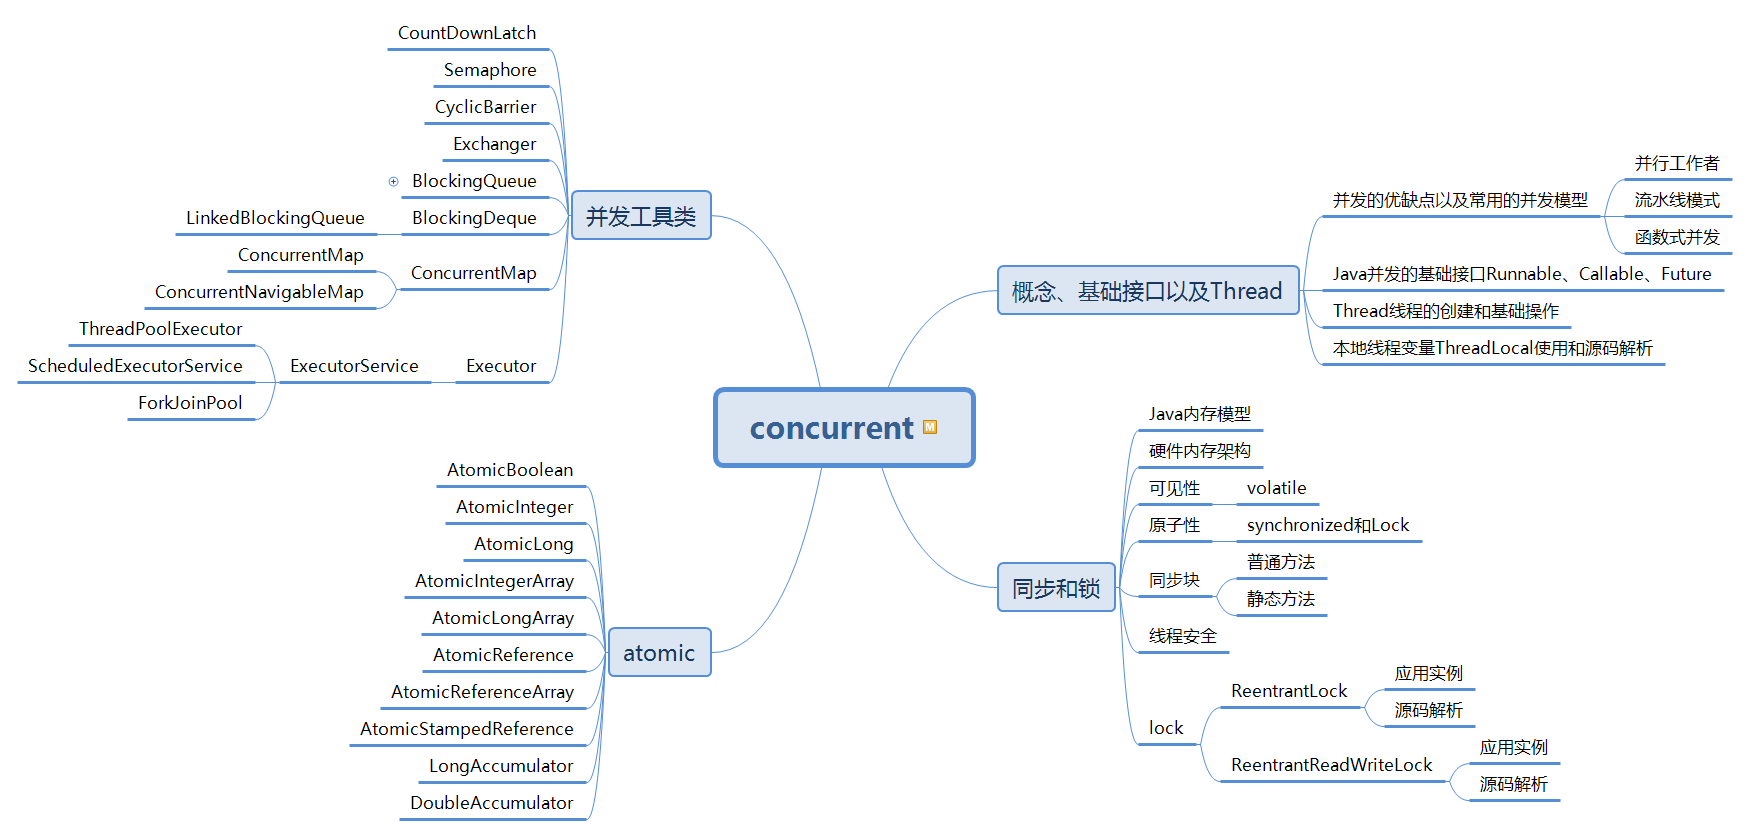 concurrent
M
概念、基础接口以及Thread
并发的优缺点以及常用的并发模型
并行工作者
流水线模式
函数式并发
Java并发的基础接口Runnable、Callable、Future
Thread线程的创建和基础操作
本地线程变量ThreadLocal使用和源码解析
同步和锁
Java内存模型
硬件内存架构
可见性
volatile
原子性
synchronized和Lock
同步块
普通方法
静态方法
线程安全
lock
ReentrantLock
应用实例
源码解析
ReentrantReadWriteLock
应用实例
源码解析
并发工具类
CountDownLatch
Semaphore
CyclicBarrier
Exchanger
BlockingQueue
BlockingDeque
LinkedBlockingQueue
ConcurrentMap
ConcurrentMap
ConcurrentNavigableMap
Executor
ExecutorService
ThreadPoolExecutor
ScheduledExecutorService
ForkJoinPool
atomic
AtomicBoolean
AtomicInteger
AtomicLong
AtomicIntegerArray
AtomicLongArray
AtomicReference
AtomicReferenceArray
AtomicStampedReference
LongAccumulator
DoubleAccumulator